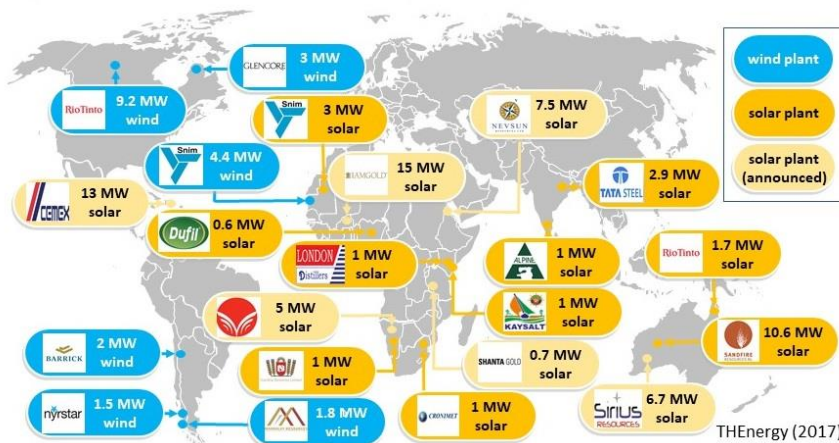 GLENCORE
3 MW
wind
RioTinto
9.2 MW
wind
Snim
3 MW
solar
NEVSUN
7.5 MW
solar
wind plant
solar plant
solar plant
(announced)
Snim
4.4 MW
wind
IAMGOLD
15 MW
solar
TATA STEEL
2.9 MW
solar
CEMEX
13 MW
solar
Dufil
0.6 MW
solar
LONDON
Distillers
1 MW
solar
ALPINE
1 MW
solar
RioTinto
1.7 MW
solar
5 MW
solar
KAYSALT
1 MW
solar
BARRICK
2 MW
wind
1 MW
solar
SHANTA GOLD
0.7 MW
solar
SANDFIRE
10.6 MW
solar
nyrstar
1.5 MW
wind
1.8 MW
wind
CRONIMET
1 MW
solar
Sirius
RESOURCES
6.7 MW
solar
THEnergy (2017)